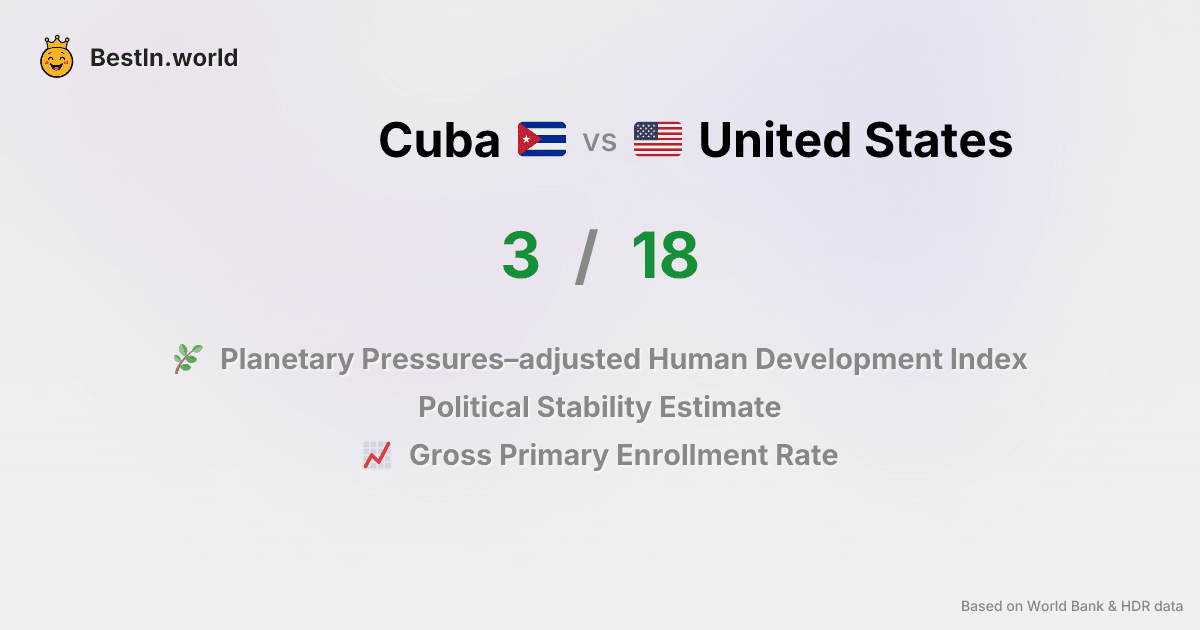 BestIn.world
Cuba vs United States
3 / 18
Planetary Pressures–adjusted Human Development Index
Political Stability Estimate
Gross Primary Enrollment Rate
Based on World Bank & HDR data